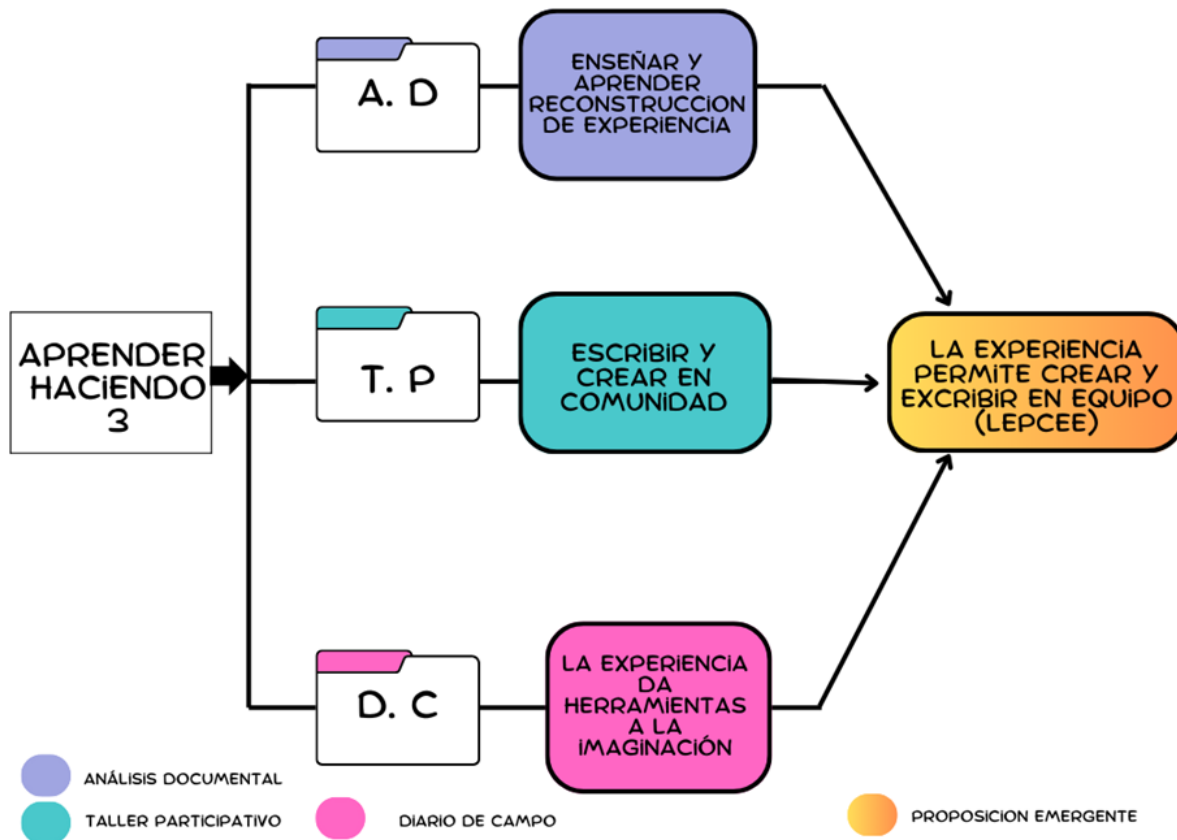 APRENDER
HACIENDO
3
A. D
ENSEÑAR Y
APRENDER
RECONSTRUCCION
DE EXPERIENCIA
T. P
ESCRIBIR Y
CREAR EN
COMUNIDAD
D. C
LA EXPERIENCIA
DA
HERRAMIENTAS
A LA
IMAGINACIÓN
LA EXPERIENCIA
PERMITE CREAR Y
EXCRIBIR EN EQUIPO
(LEPCEE)
ANÁLISIS DOCUMENTAL
TALLER PARTICIPATIVO
DIARIO DE CAMPO
PROPOSICION EMERGENTE